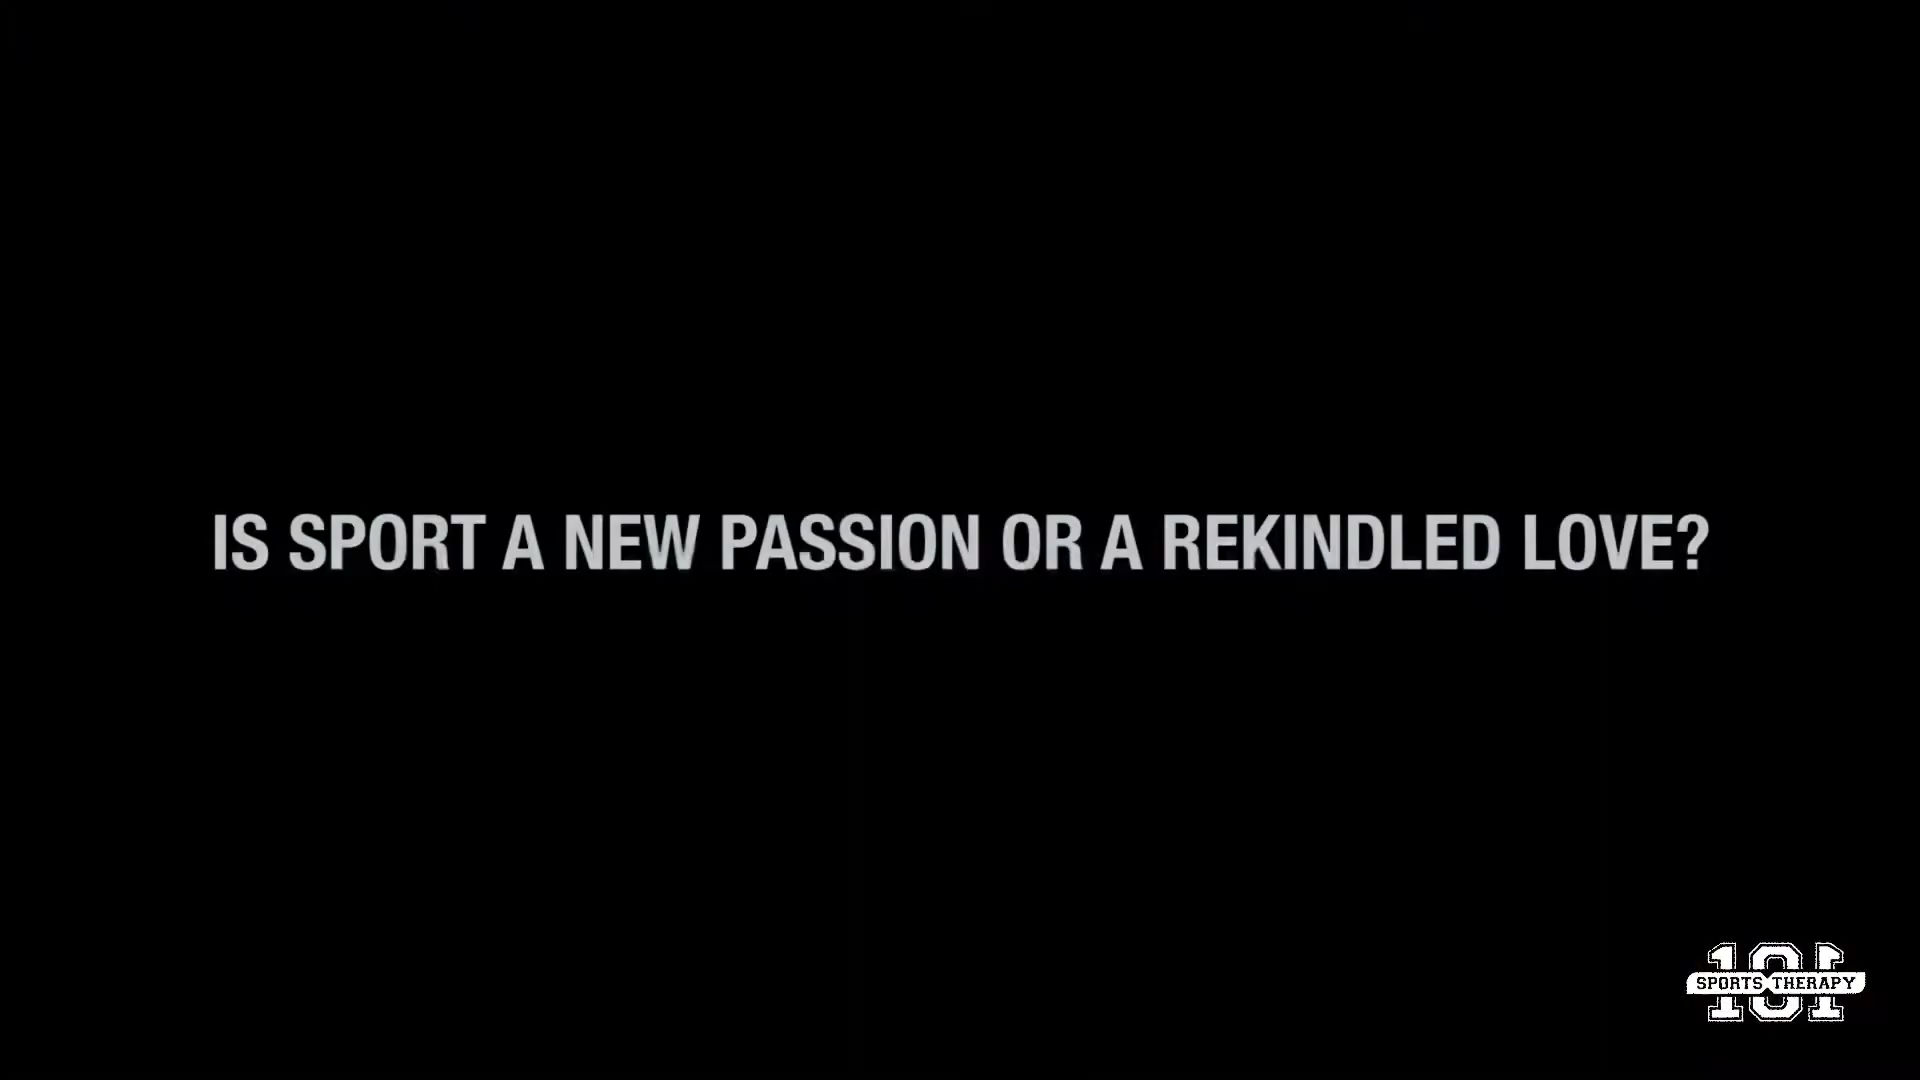 IS SPORT A NEW PASSION OR A REKINDLED LOVE?
101
SPORTS THERAPY